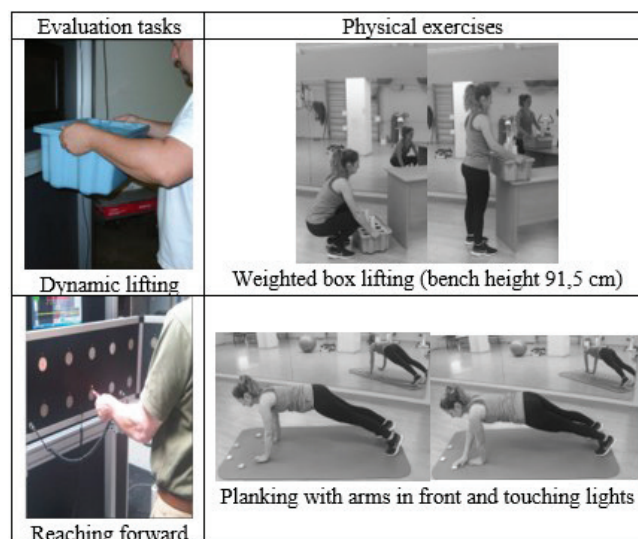 Evaluation tasks
Physical exercises
Dynamic lifting
Weighted box lifting (bench height 91,5 cm)
Reaching forward
Planking with arms in front and touching lights